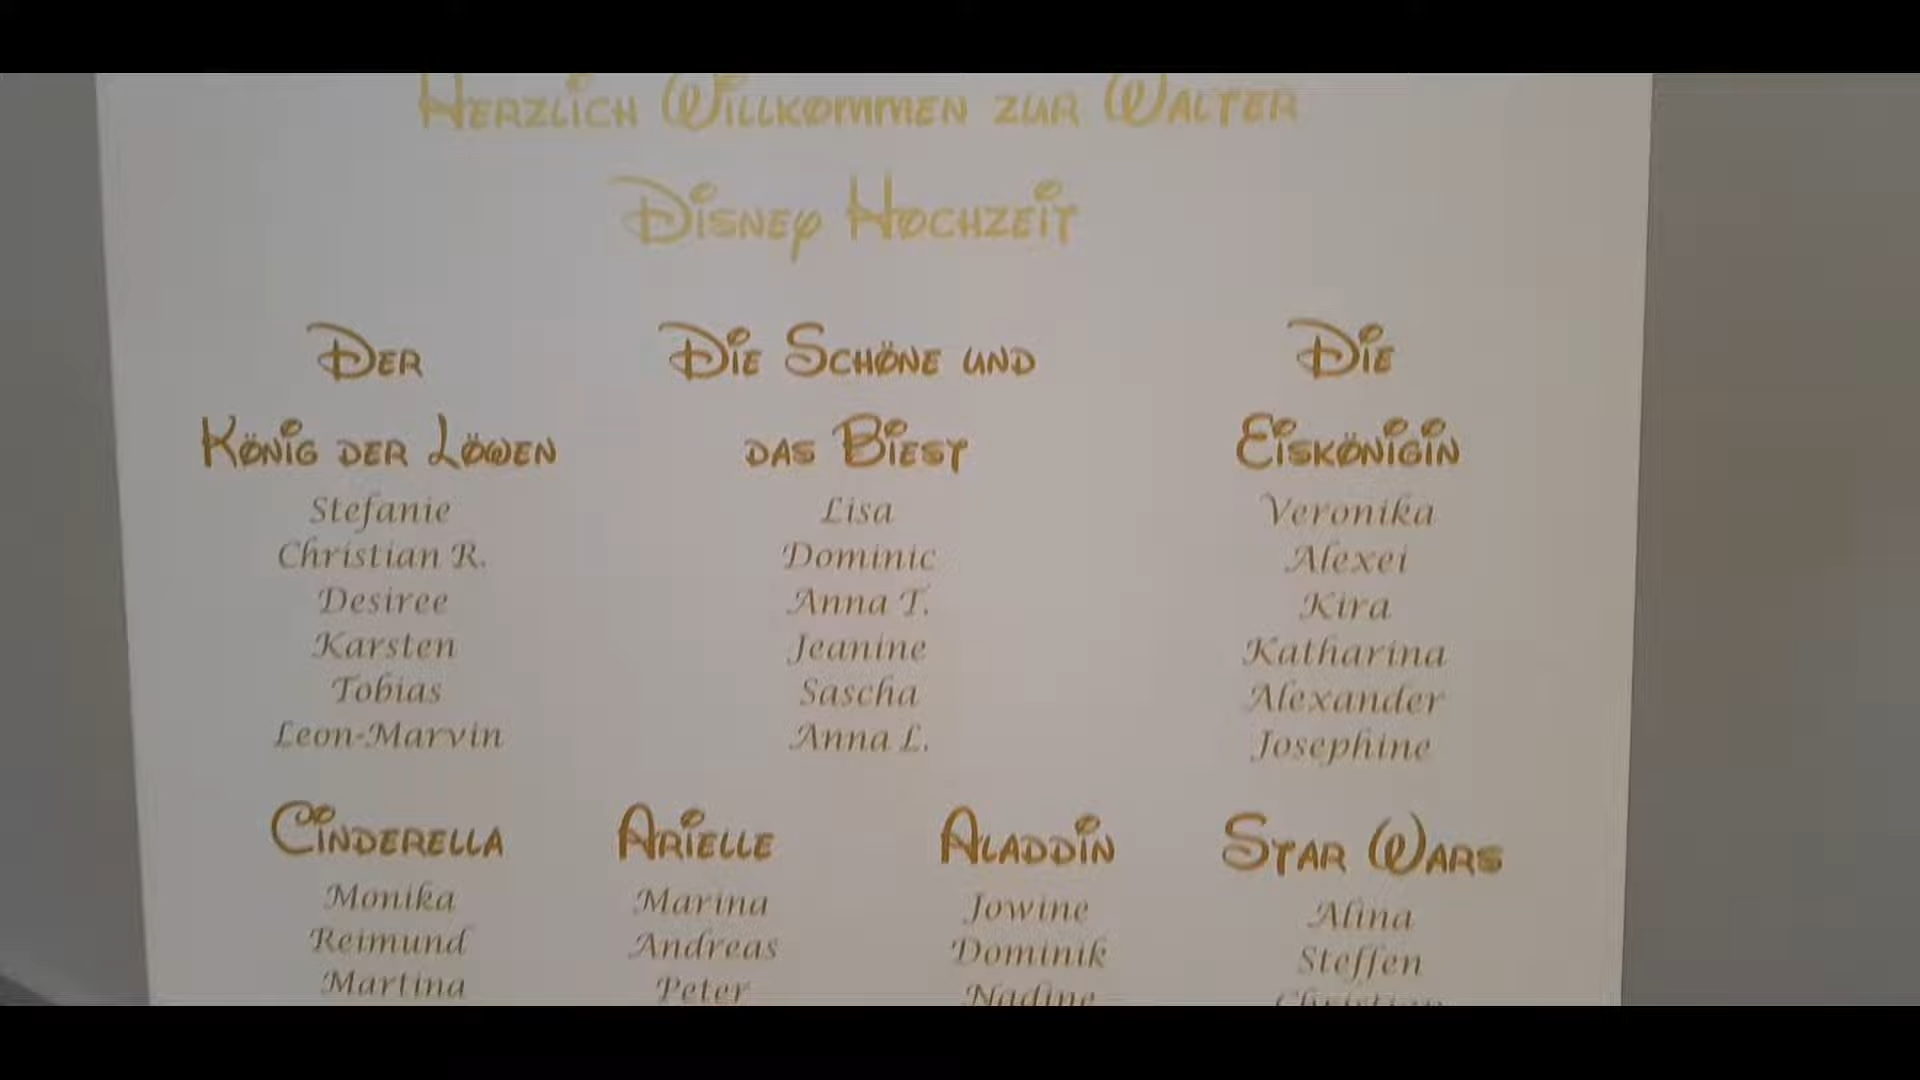 Herzlich Willkommen zur Walter
Disney Hochzeit
Der
König der Löwen
Stefanie
Christian R.
Desiree
Karsten
Tobias
Leon-Marvin
Die Schöne und
das Biest
Lisa
Dominic
Anna T.
Jeanine
Sascha
Anna L.
Die
Eiskönigin
Veronika
Alexei
Kira
Katharina
Alexander
Josephine
Cinderella
Monika
Reimund
Martina
Arielle
Marina
Andreas
Peter
Aladdin
Jowine
Dominik
Nadine
Star Wars
Alina
Steffen